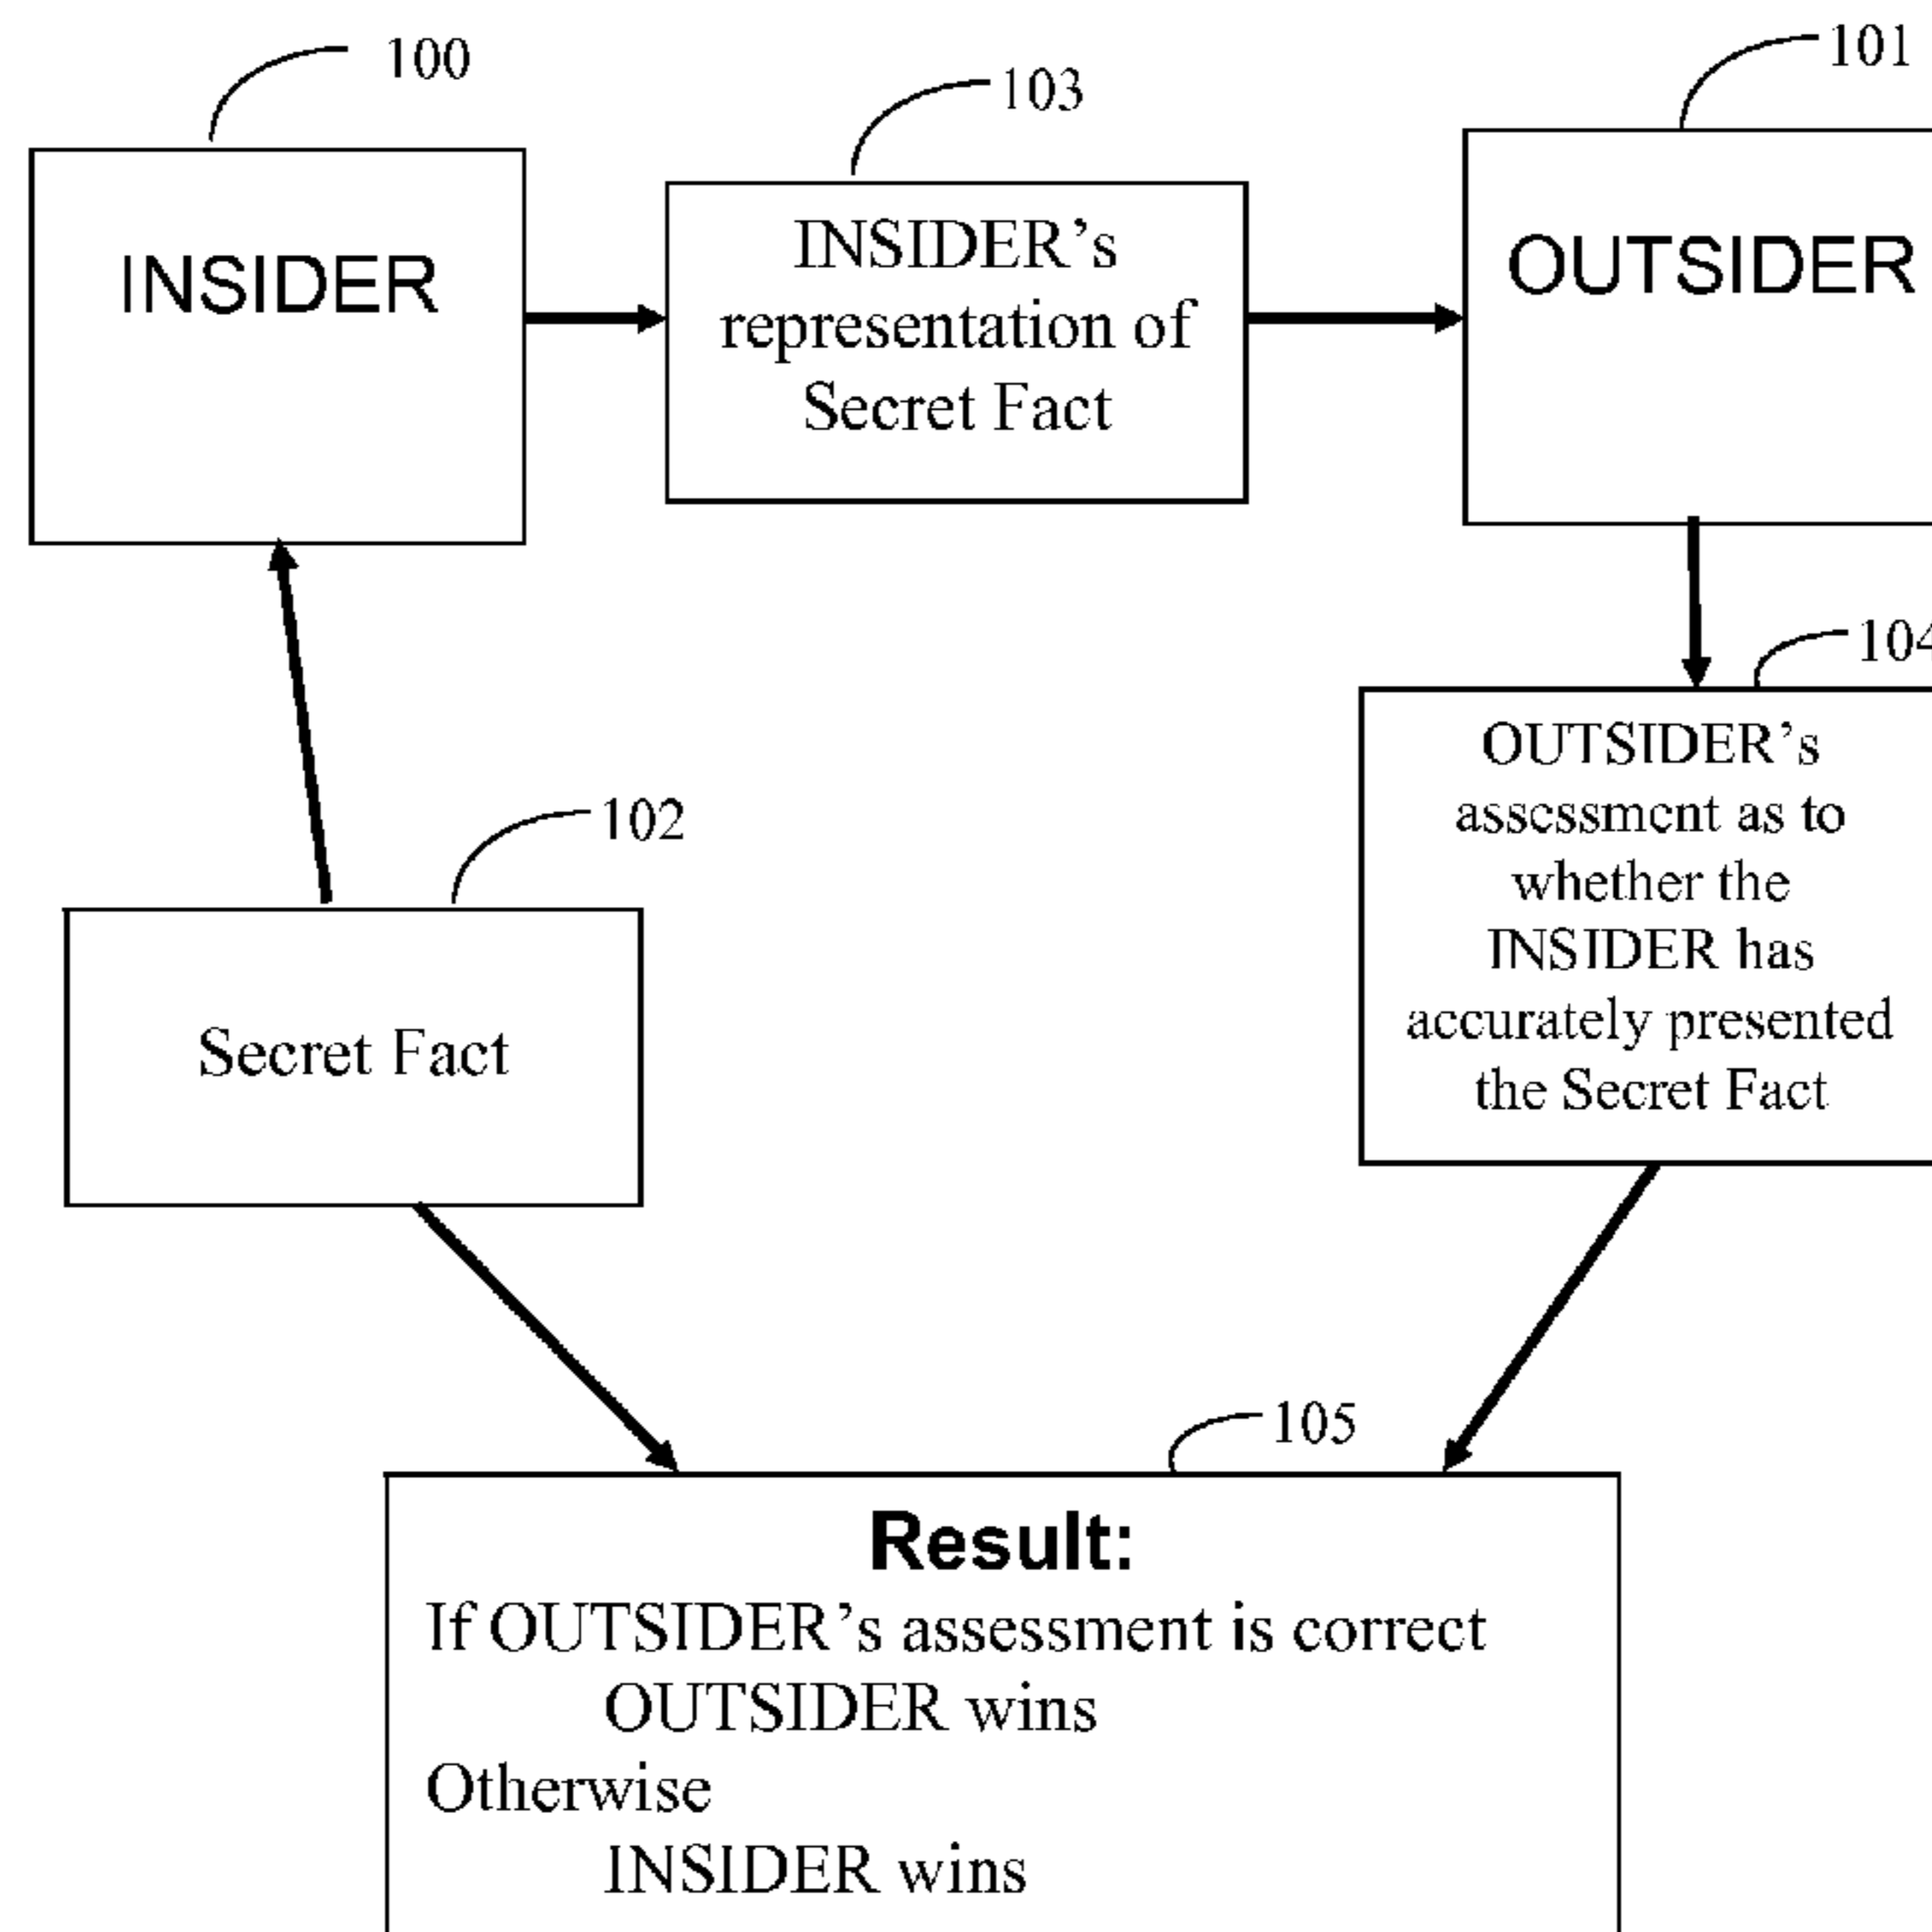 100
103
101
INSIDER
INSIDER’s
representation of
Secret Fact
OUTSIDER
104
OUTSIDER’s
assessment as to
whether the
INSIDER has
accurately presented
the Secret Fact
102
Secret Fact
105
Result:
If OUTSIDER’s assessment is correct
OUTSIDER wins
Otherwise
INSIDER wins